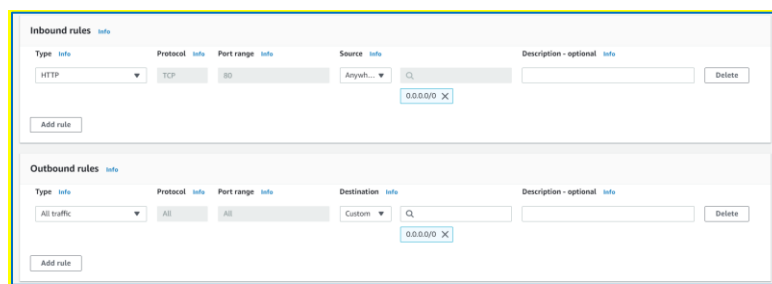 Inbound rules Info
Type Info Protocol Info Port range Info Source Info Description - optional Info
HTTP TCP 80 Anywh... Delete
0.0.0.0/0
Add rule
Outbound rules Info
Type Info Protocol Info Port range Info Destination Info Description - optional Info
All traffic All All Custom Delete
0.0.0.0/0
Add rule